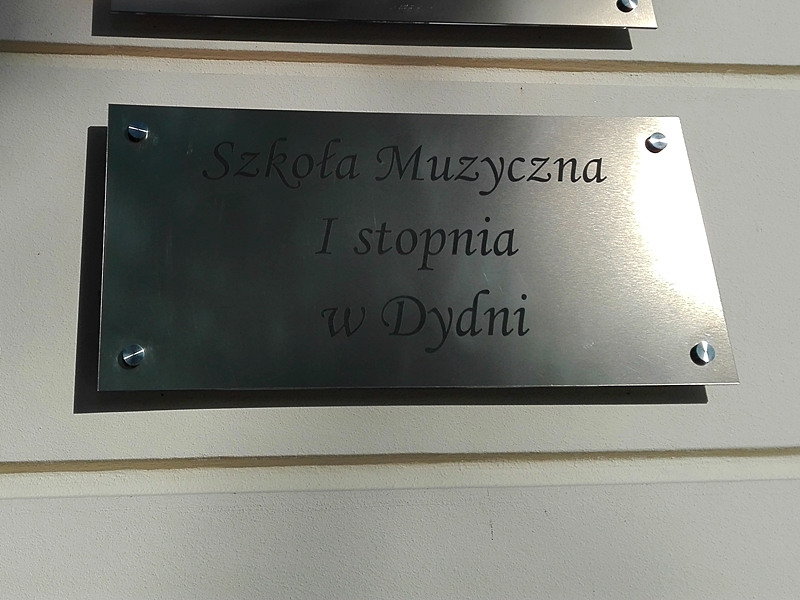 Szkoła Muzyczna
I stopnia
w Dydni